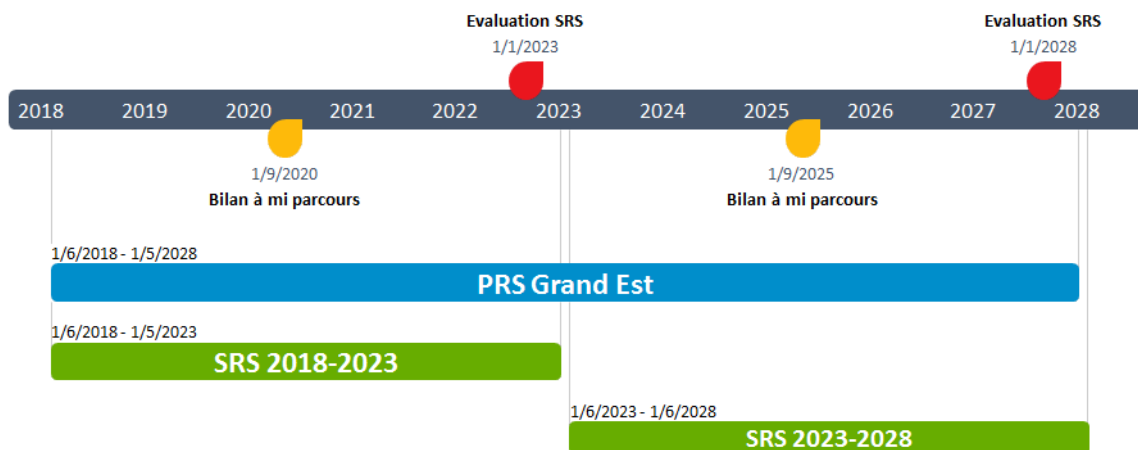 Evaluation SRS
1/1/2023
Evaluation SRS
1/1/2028
2018 2019 2020 2021 2022 2023 2024 2025 2026 2027 2028
1/9/2020
Bilan à mi parcours
1/9/2025
Bilan à mi parcours
1/6/2018 - 1/5/2028
PRS Grand Est
1/6/2018 - 1/5/2023
SRS 2018-2023
1/6/2023 - 1/6/2028
SRS 2023-2028